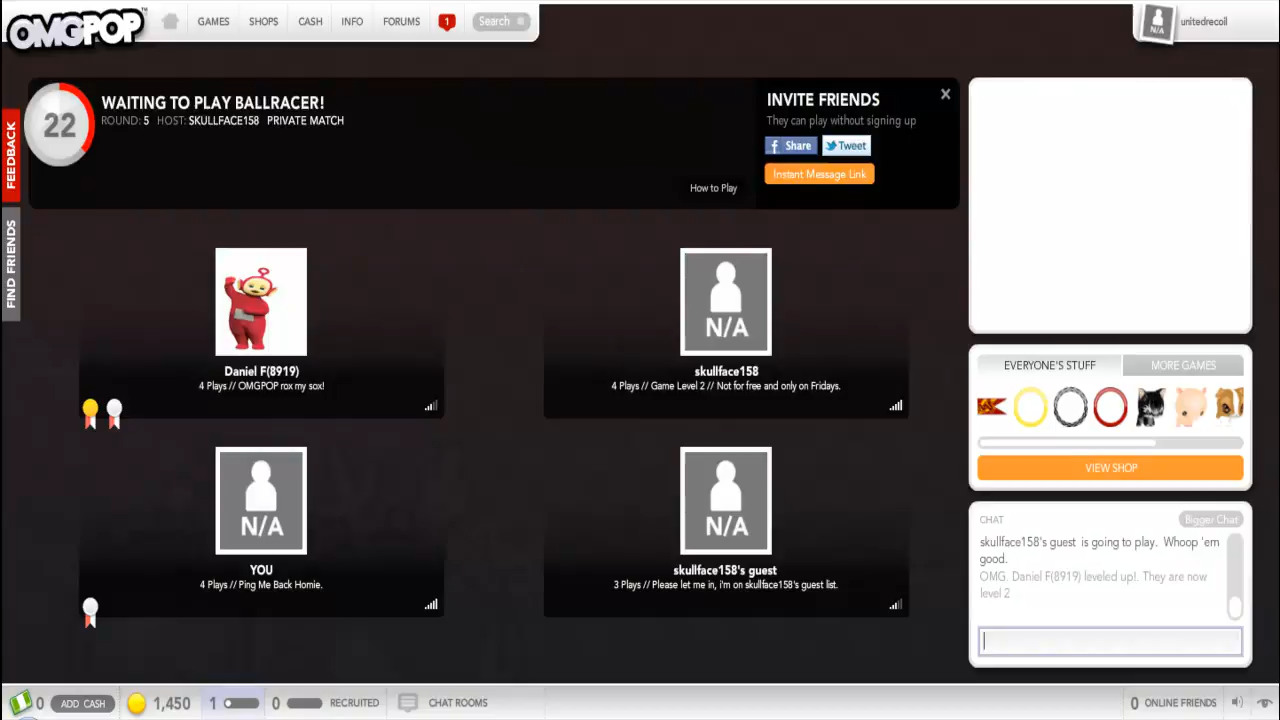 OMGPOP™
GAMES SHOPS CASH INFO FORUMS 1 Search
N/A
unitedrecoil
FEEDBACK
FIND FRIENDS
22
WAITING TO PLAY BALLRACER!
ROUND: 5 HOST: SKULLFACE158 PRIVATE MATCH
How to Play
INVITE FRIENDS
They can play without signing up
f Share Tweet
Instant Message Link
Daniel F(8919)
4 Plays // OMGPOP rox my sox!
N/A
skullface158
4 Plays // Game Level 2 // Not for free and only on Fridays.
N/A
YOU
4 Plays // Ping Me Back Homie.
N/A
skullface158's guest
3 Plays // Please let me in, i'm on skullface158's guest list.
EVERYONE'S STUFF MORE GAMES
VIEW SHOP
CHAT Bigger Chat
skullface158's guest is going to play. Whoop 'em
good.
OMG. Daniel F(8919) leveled up!. They are now
level 2
0 ADD CASH 1,450 1 0 RECRUITED CHAT ROOMS 0 ONLINE FRIENDS